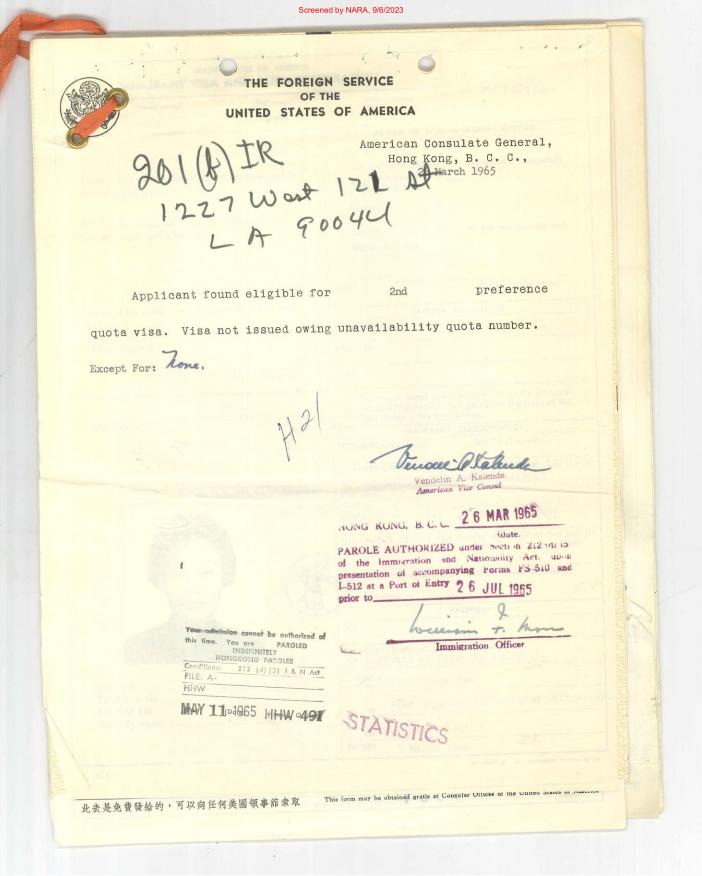 Screened by NARA, 9/6/2023
THE FOREIGN SERVICE
OF THE
UNITED STATES OF AMERICA
American Consulate General,
Hong Kong, B. C. C.,
March 1965
201(f) IR
1227 West 121 St
LA 90044
Applicant found eligible for 2nd preference
quota visa. Visa not issued owing unavailability quota number.
Except For: None.
H21
Vendelin A. Kalenda
American Vice Consul
HONG KONG, B. C. C. 26 MAR 1965
(date.
PAROLE AUTHORIZED under Section 212
of the Immigration and Nationality Act, upon
presentation of accompanying Forms FS-510 and
I-512 at a Port of Entry
prior to 26 JUL 1965
Immigration Officer
Your admission cannot be authorized at
this time. You are PAROLED
INDEFINITELY
HONGKONG PAROLEE
Conditions 212 (d) (5) I & N Act
FILE: A-
HHW
MAY 11 1965 HHW 491
STATISTICS
此表是免費發給的，可以向任何美國領事舘索取
This form may be obtained gratis at Consular Offices of the United States of America